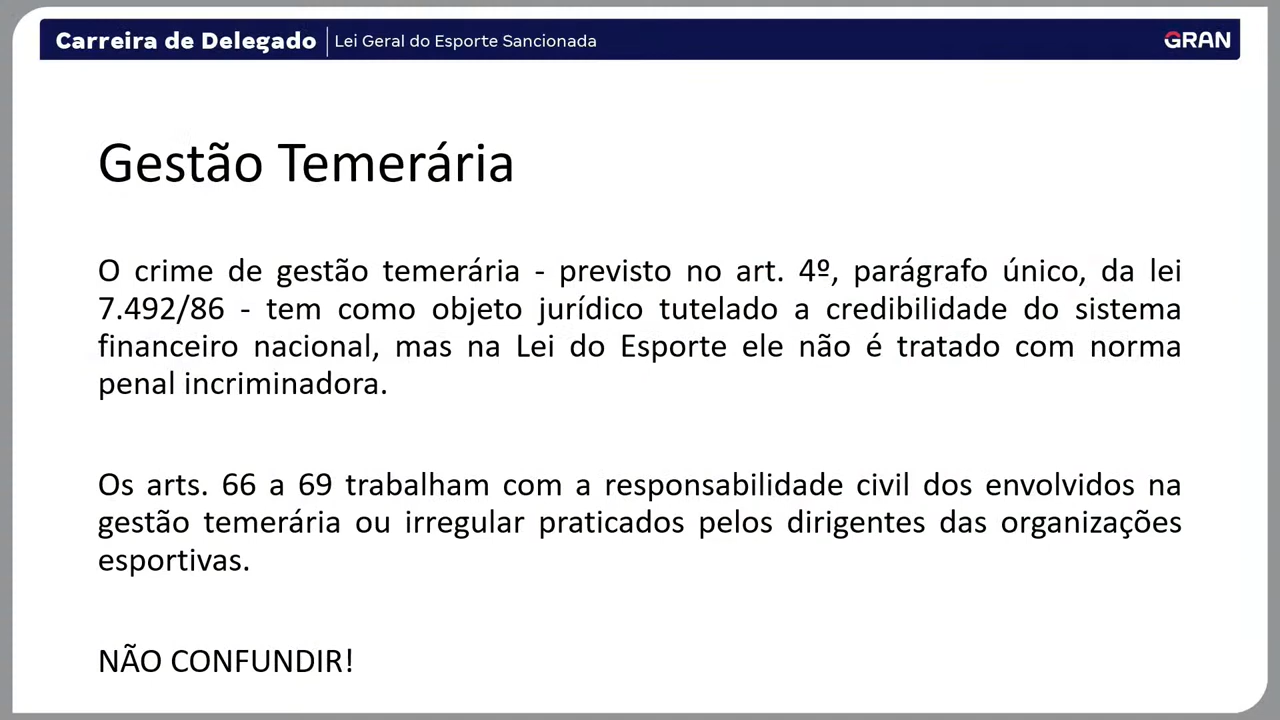 Carreira de Delegado Lei Geral do Esporte Sancionada GRAN
Gestão Temerária
O crime de gestão temerária - previsto no art. 4º, parágrafo único, da lei
7.492/86 - tem como objeto jurídico tutelado a credibilidade do sistema
financeiro nacional, mas na Lei do Esporte ele não é tratado com norma
penal incriminadora.
Os arts. 66 a 69 trabalham com a responsabilidade civil dos envolvidos na
gestão temerária ou irregular praticados pelos dirigentes das organizações
esportivas.
NÃO CONFUNDIR!